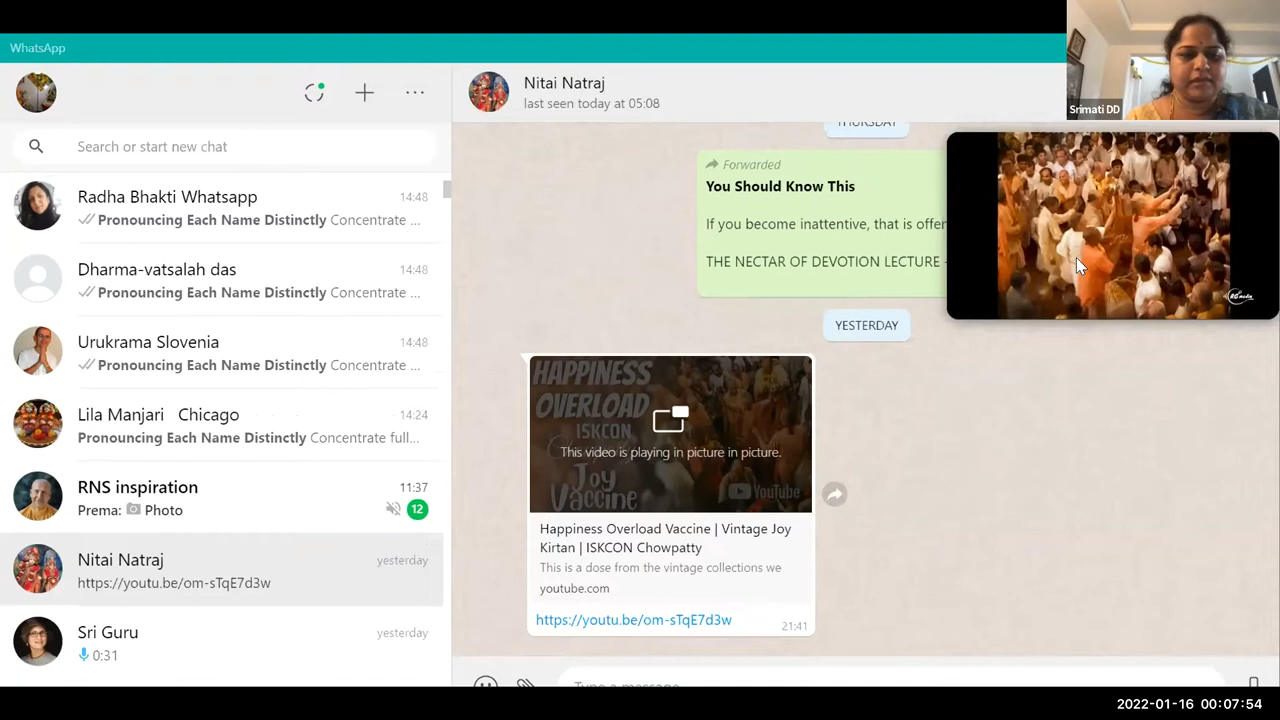 WhatsApp
Search or start new chat
Radha Bhakti Whatsapp
14:48
Pronouncing Each Name Distinctly Concentrate ...
Dharma-vatsalah das
14:48
Pronouncing Each Name Distinctly Concentrate ...
Urukrama Slovenia
14:48
Pronouncing Each Name Distinctly Concentrate ...
Lila Manjari Chicago
14:24
Pronouncing Each Name Distinctly Concentrate full...
RNS inspiration
11:37
Prema: Photo
12
Nitai Natraj
yesterday
https://youtu.be/om-sTqE7d3w
Sri Guru
yesterday
0:31
Nitai Natraj
last seen today at 05:08
THURSDAY
Forwarded
You Should Know This
If you become inattentive, that is offen
THE NECTAR OF DEVOTION LECTURE -
YESTERDAY
HAPPINESS
OVERLOAD
ISKCON
This video is playing in picture in picture.
Joy
Vaccine
YouTube
Happiness Overload Vaccine | Vintage Joy
Kirtan | ISKCON Chowpatty
This is a dose from the vintage collections we
youtube.com
https://youtu.be/om-sTqE7d3w
21:41
Type a message
Srimati DD
2022-01-16 00:07:54